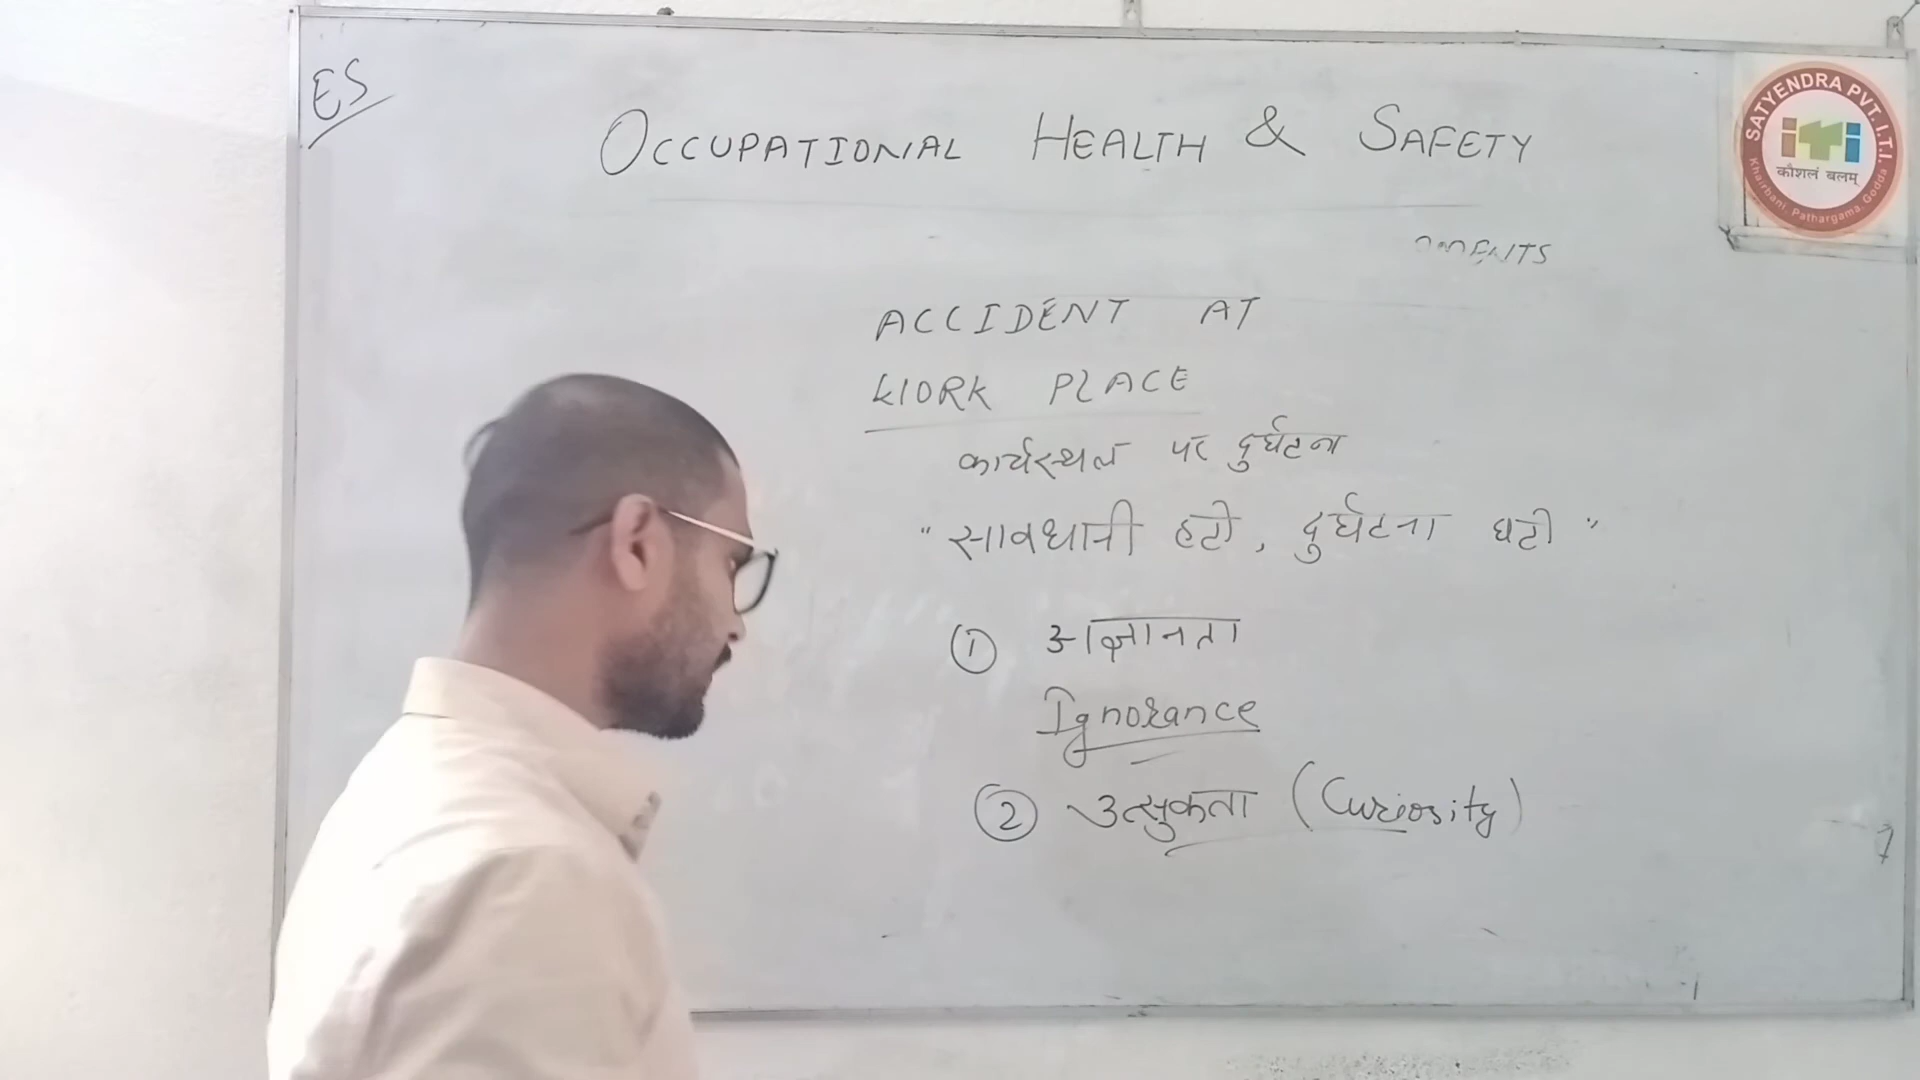 ES
OCCUPATIONAL HEALTH & SAFETY
ACCIDENT AT
WORK PLACE
कार्यस्थल पर दुर्घटना
" सावधानी हटी, दुर्घटना घटी "
① अज्ञानता
Ignorance
② उत्सुकता (Curiosity)
SATYENDRA PVT. I.T.I.
iTi
कौशलं बलम्
Khairbani, Pathargama, Godda